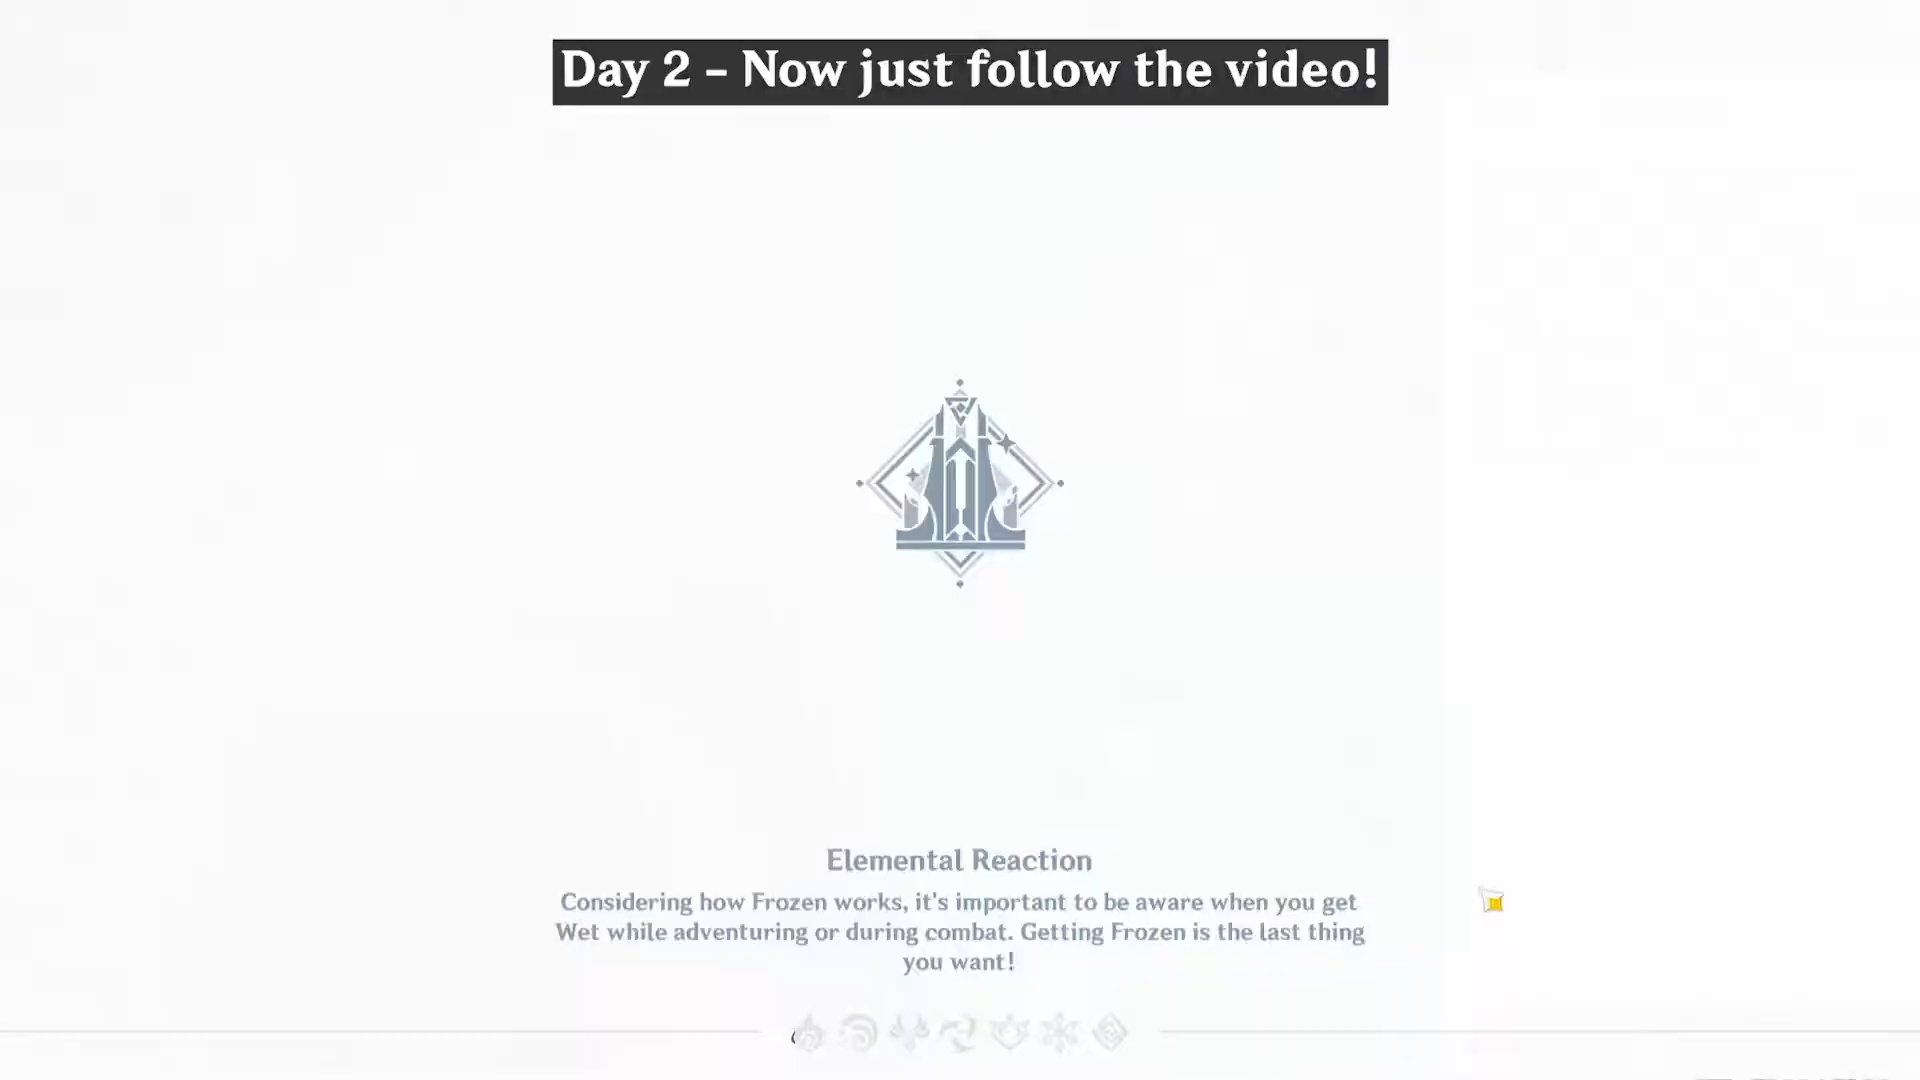 Day 2 – Now just follow the video!
Elemental Reaction
Considering how Frozen works, it's important to be aware when you get
Wet while adventuring or during combat. Getting Frozen is the last thing
you want!